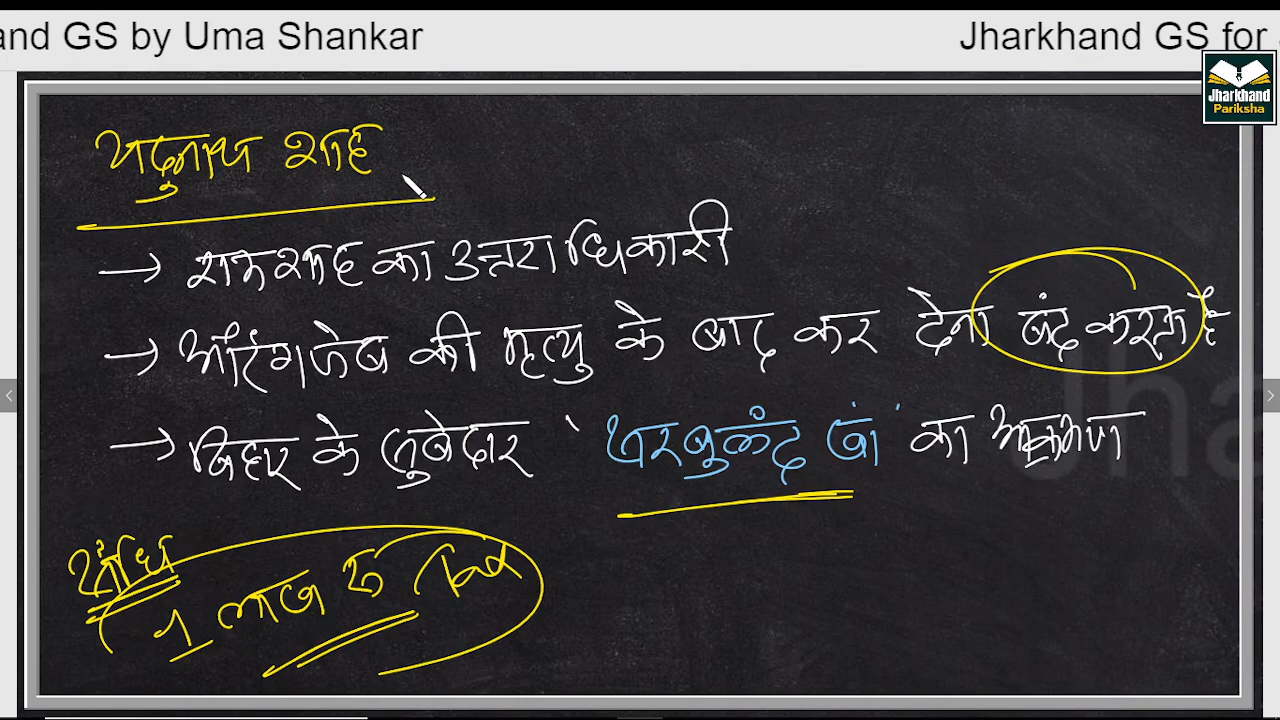 and GS by Uma Shankar Jharkhand GS for
Jharkhand
Pariksha
यदुनाथ शाह
→ रामशाह का उत्तराधिकारी
→ औरंगजेब की मृत्यु के बाद कर देना बंद करता है
→ बिहार के सुबेदार 'सरबुलंद खां' का आक्रमण
संधि
1 लाख रु